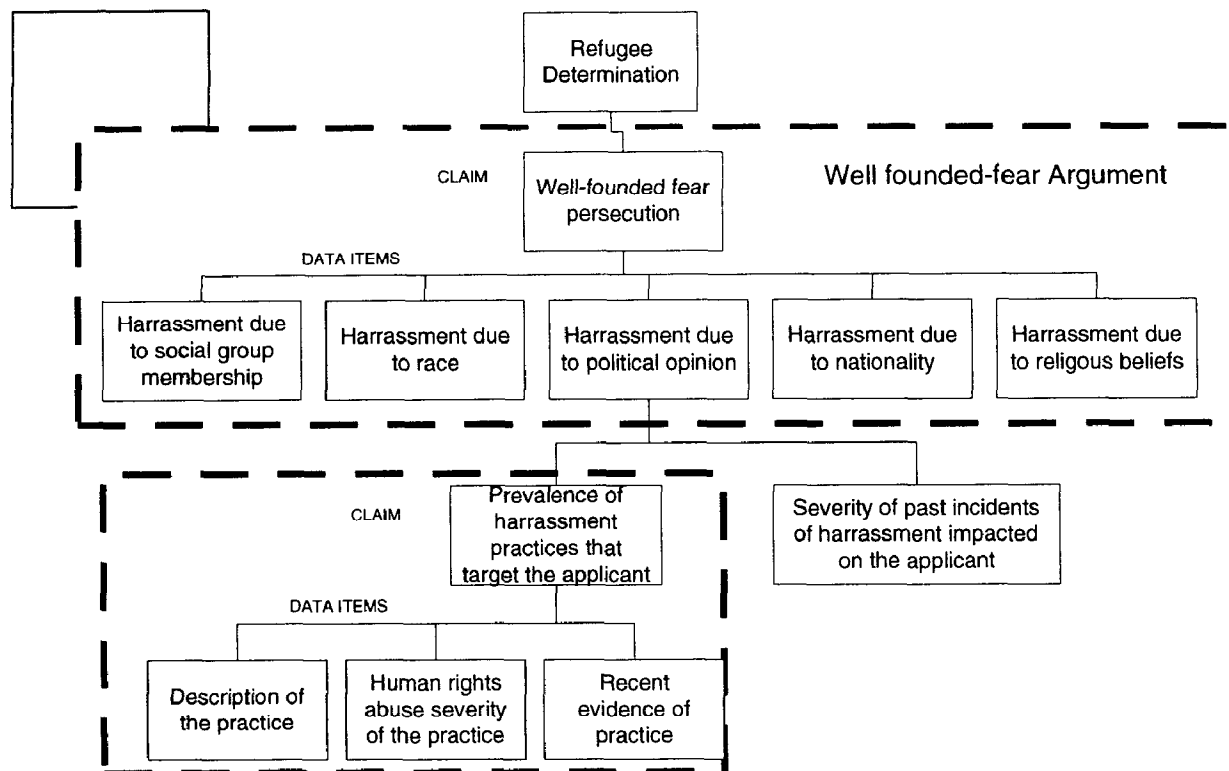 Refugee
Determination
CLAIM
Well-founded fear
persecution
Well founded-fear Argument
DATA ITEMS
Harrassment due
to social group
membership
Harrassment due
to race
Harrassment due
to political opinion
Harrassment due
to nationality
Harrassment due
to religous beliefs
CLAIM
Prevalence of
harrassment
practices that
target the applicant
Severity of past incidents
of harrassment impacted
on the applicant
DATA ITEMS
Description of
the practice
Human rights
abuse severity
of the practice
Recent
evidence of
practice